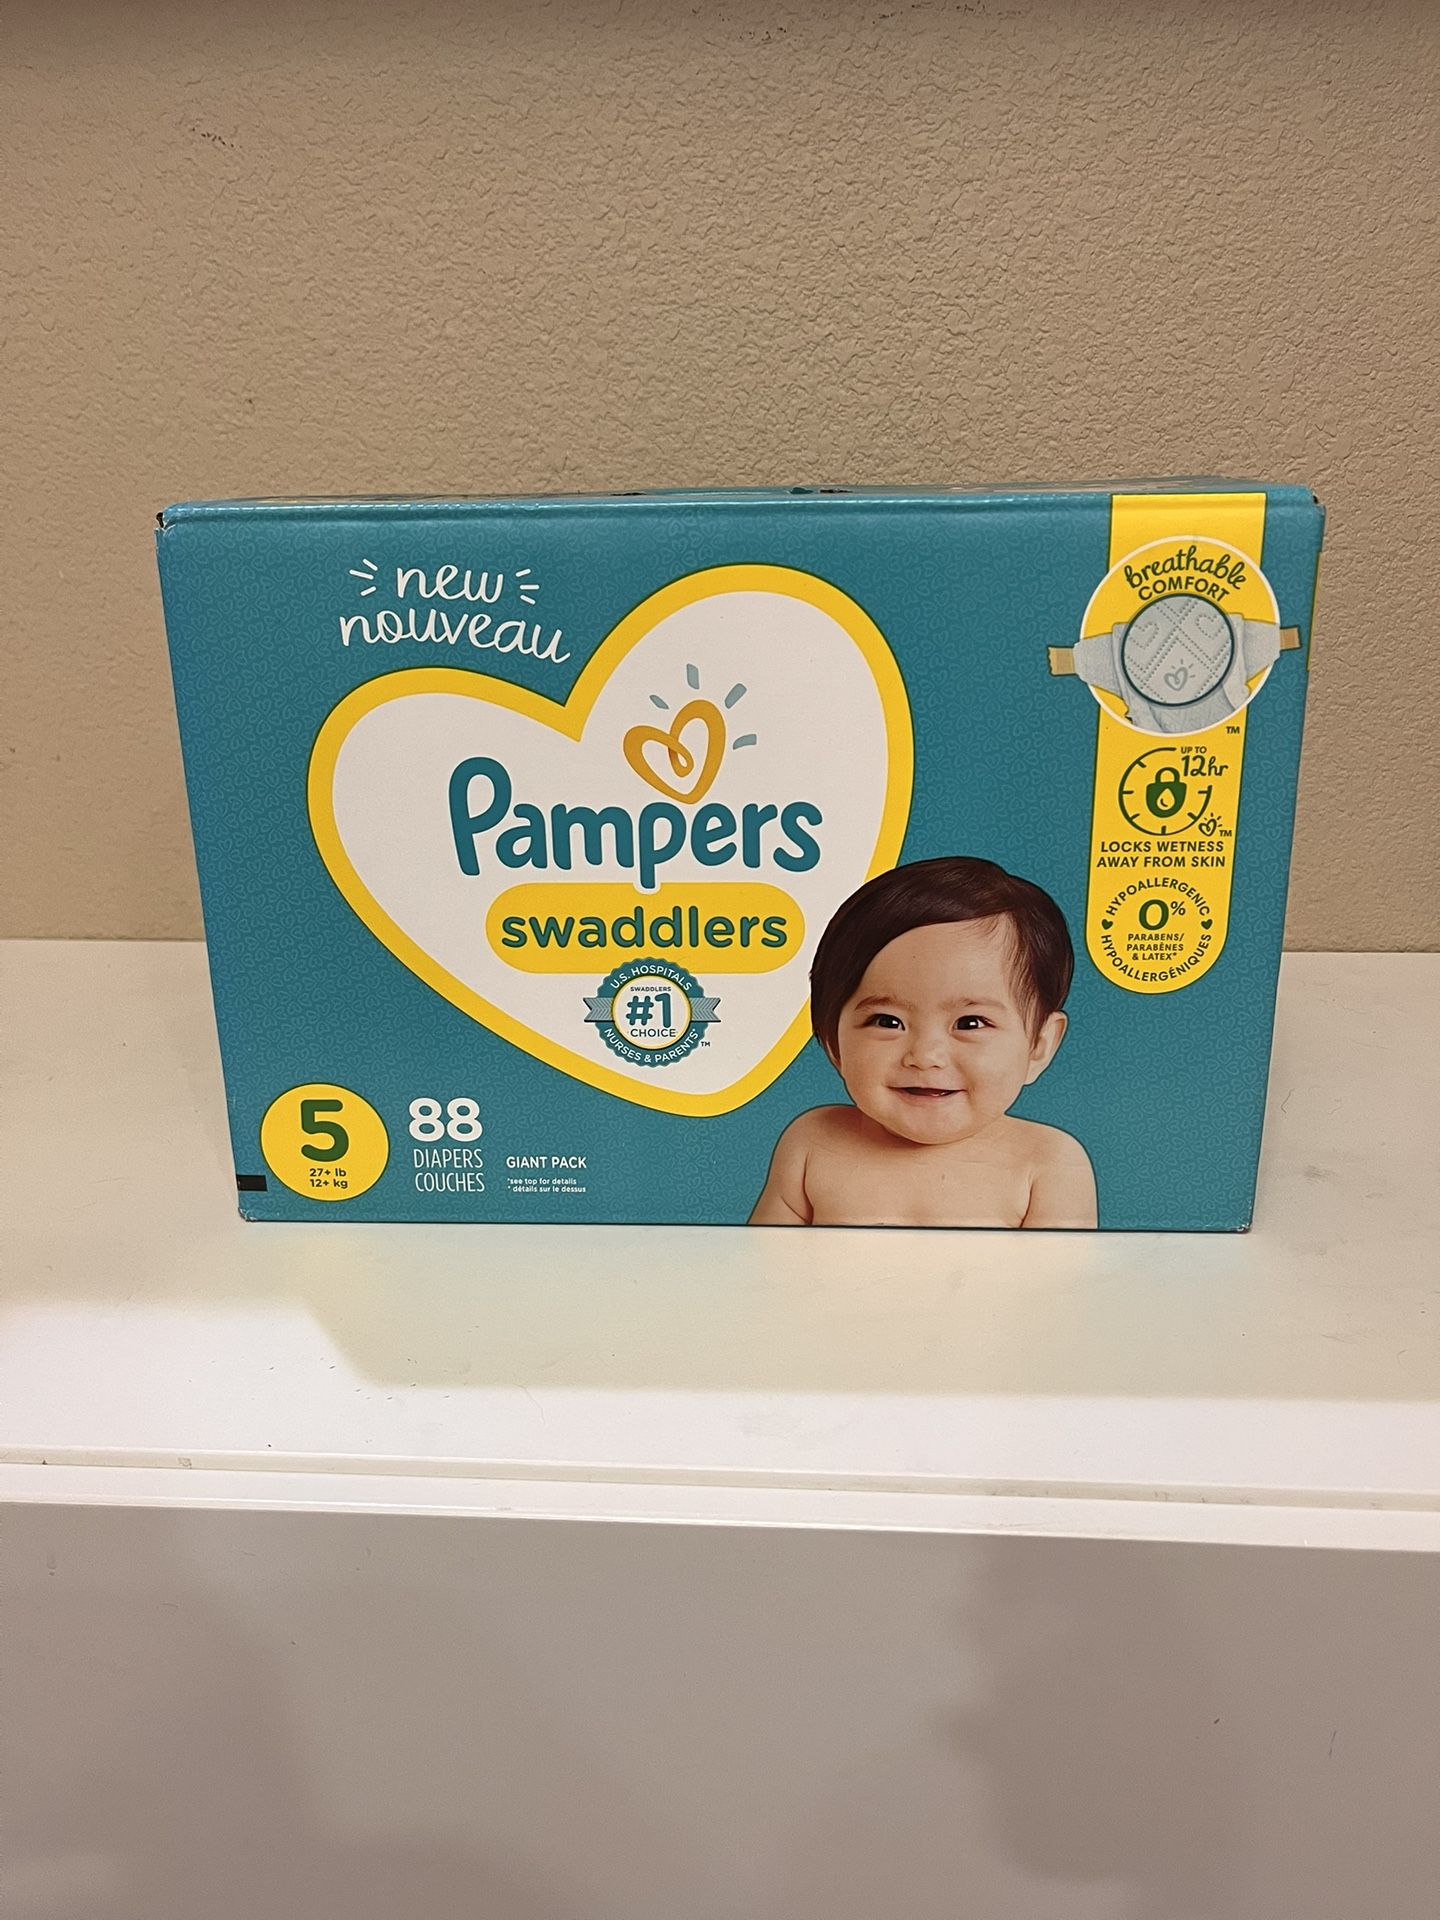 new
nouveau
Pampers
swaddlers
U.S. HOSPITALS
SWADDLERS
#1
CHOICE
NURSES & PARENTS*
™
breathable
COMFORT
™
UP TO
12hr
™
LOCKS WETNESS
AWAY FROM SKIN
HYPOALLERGENIC
0%
PARABENS/
PARABÈNES
& LATEX*
HYPOALLERGÉNIQUES
5
27+ lb
12+ kg
88
DIAPERS
COUCHES
GIANT PACK
*see top for details
* détails sur le dessus